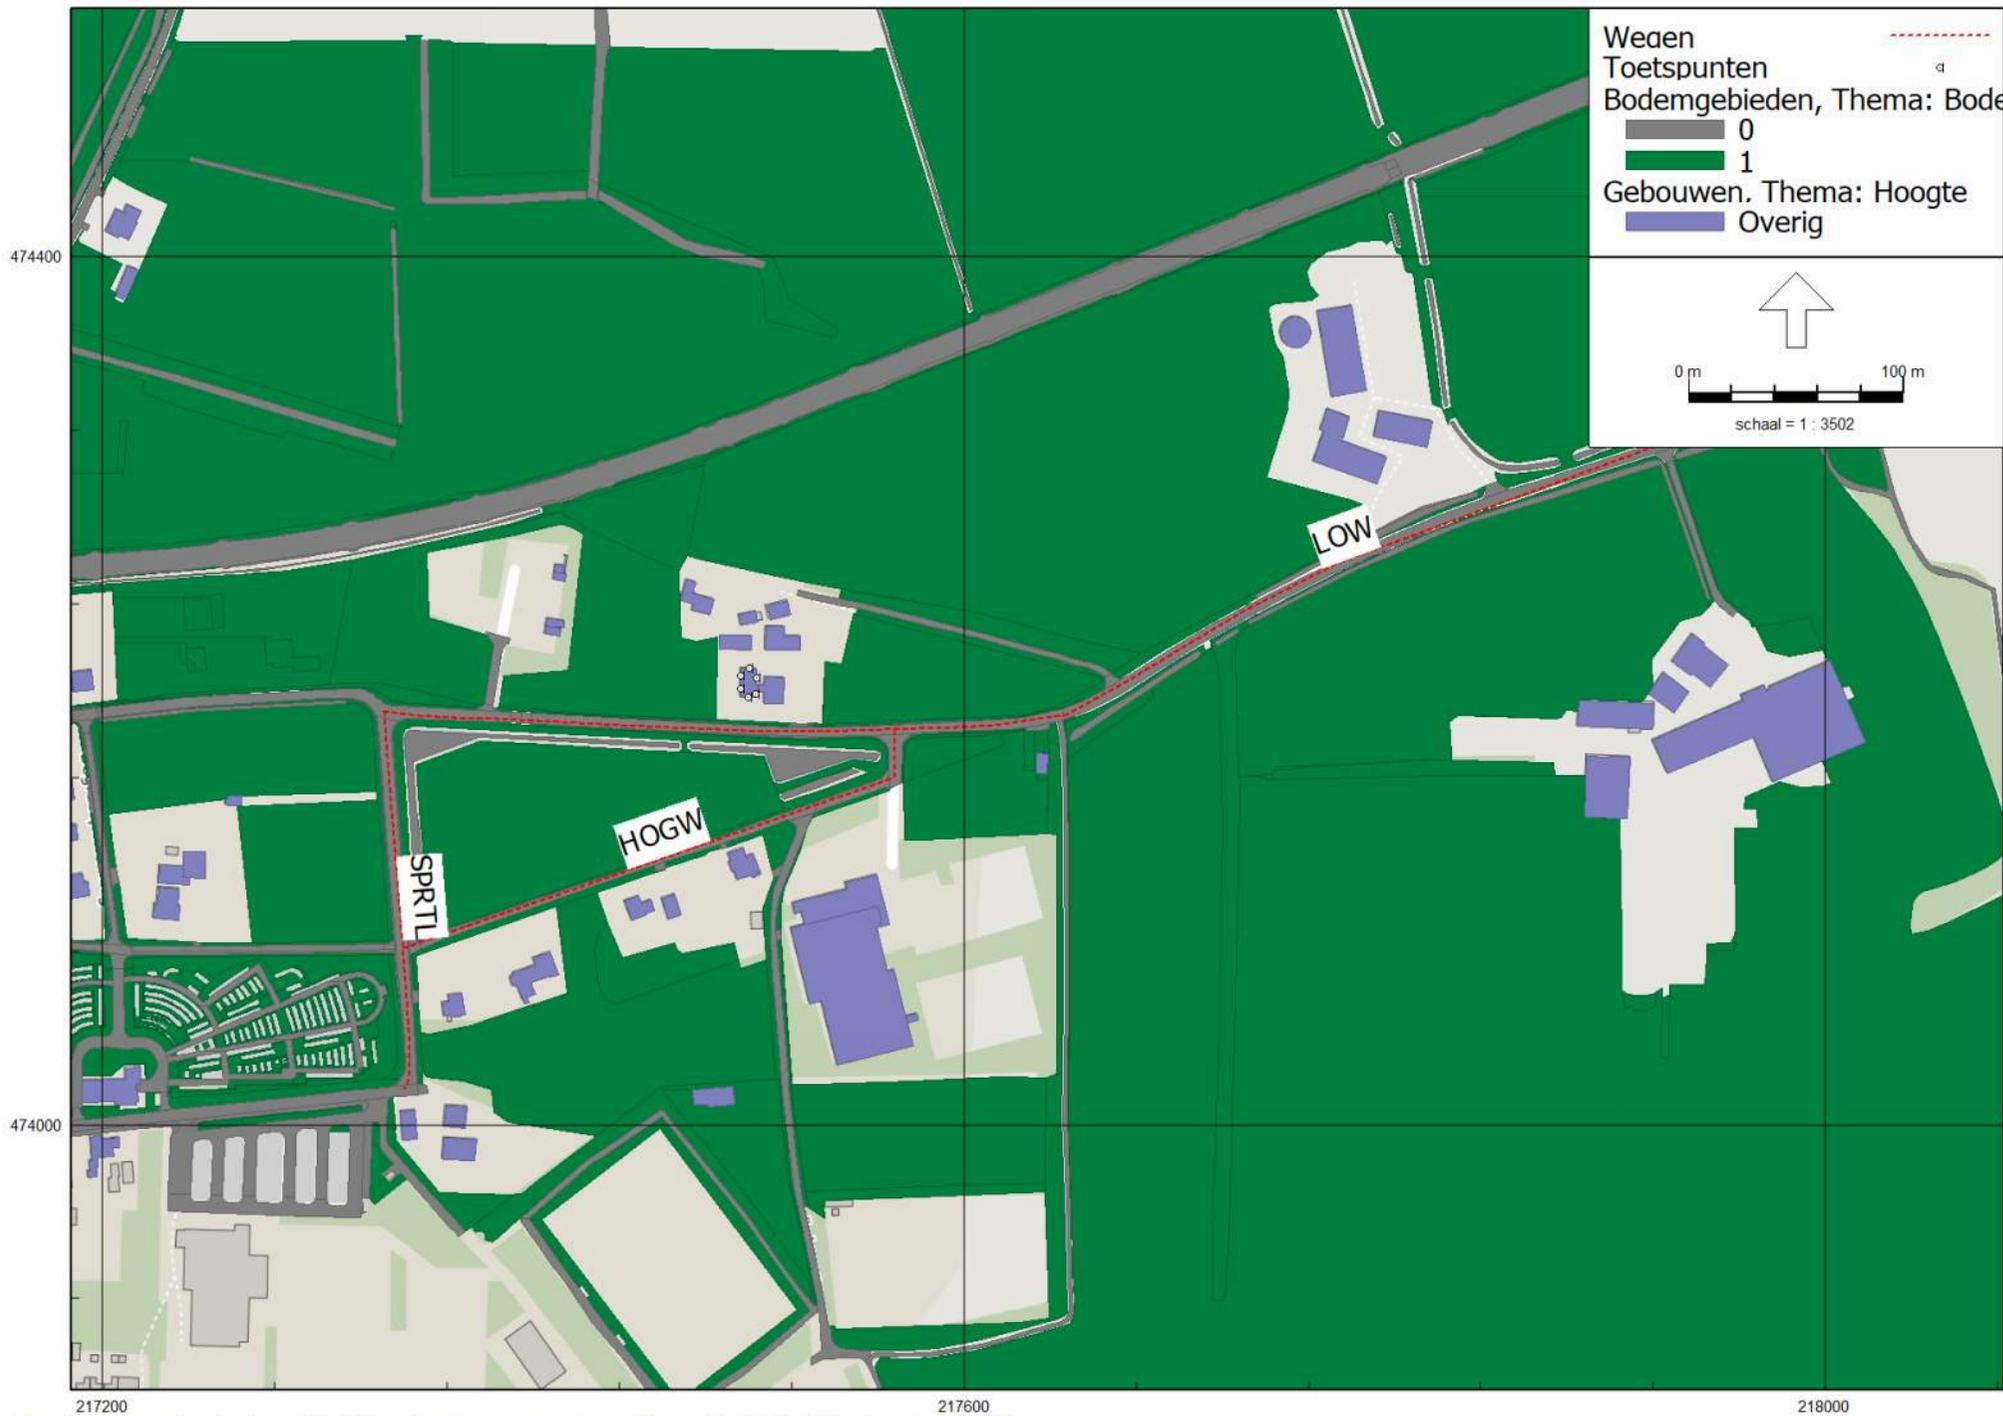 Wegen
Toetspunten
Bodemgebieden, Thema: Bode
0
1
Gebouwen, Thema: Hoogte
Overig
0 m 100 m
schaal = 1 : 3502
474400
LOW
HOGW
SPRTL
474000
217200 217600 218000